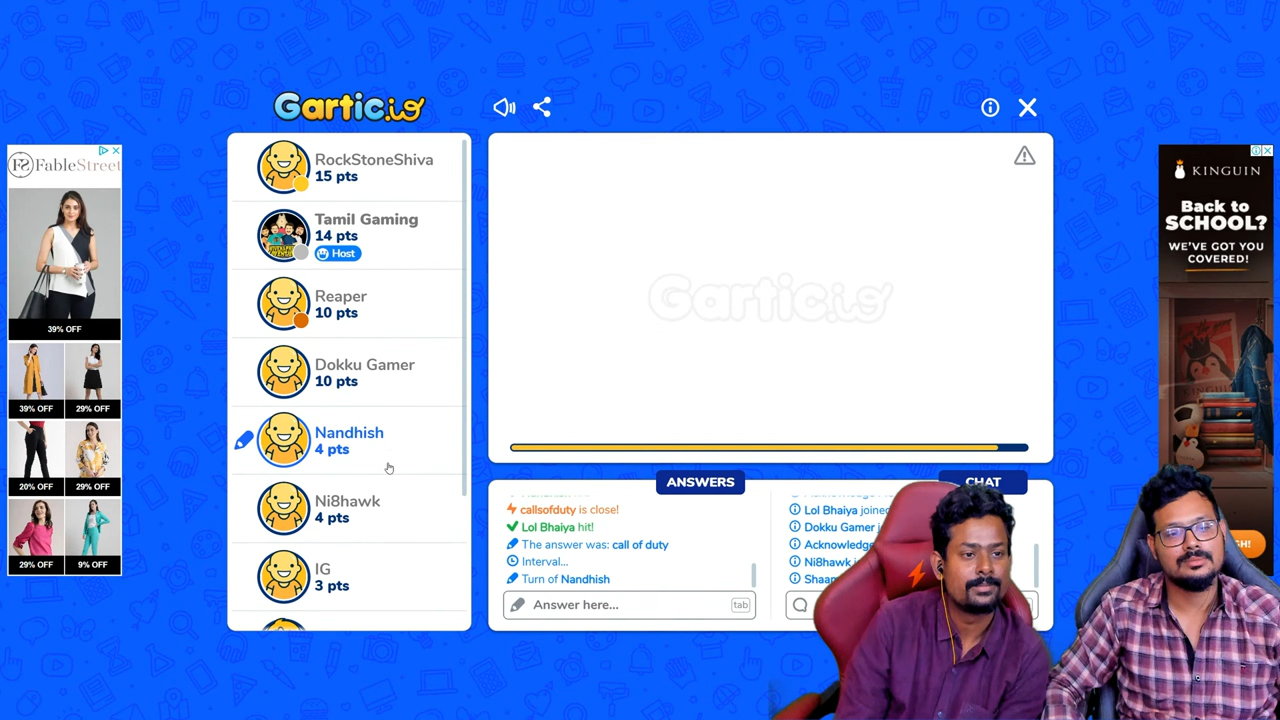 Gartic.io
RockStoneShiva
15 pts
Tamil Gaming
14 pts
Host
Reaper
10 pts
Dokku Gamer
10 pts
Nandhish
4 pts
Ni8hawk
4 pts
IG
3 pts
Gartic.io
ANSWERS
callsofduty is close!
Lol Bhaiya hit!
The answer was: call of duty
Interval...
Turn of Nandhish
Answer here...
tab
CHAT
Lol Bhaiya joined
Dokku Gamer
Acknowledge
Ni8hawk
FS FableStreet
39% OFF
39% OFF
29% OFF
20% OFF
29% OFF
29% OFF
9% OFF
KINGUIN
Back to
SCHOOL?
WE'VE GOT YOU
COVERED!